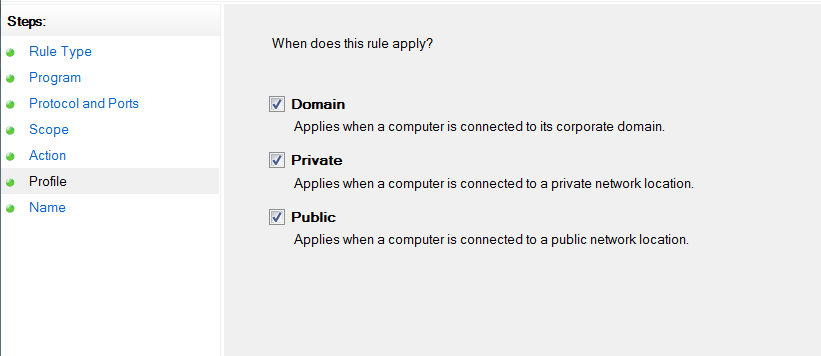 Steps:
Rule Type
Program
Protocol and Ports
Scope
Action
Profile
Name
When does this rule apply?
Domain
Applies when a computer is connected to its corporate domain.
Private
Applies when a computer is connected to a private network location.
Public
Applies when a computer is connected to a public network location.